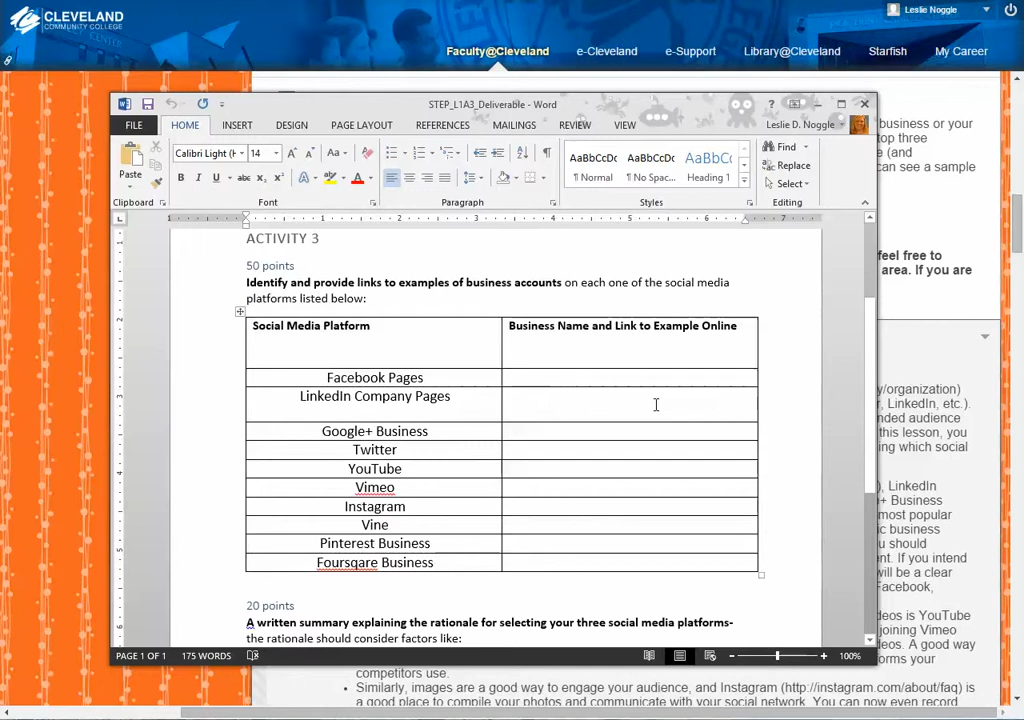 CLEVELAND
COMMUNITY COLLEGE
Leslie Noggle
Faculty@Cleveland
e-Cleveland
e-Support
Library@Cleveland
Starfish
My Career
STEP_L1A3_Deliverable - Word
FILE
HOME
INSERT
DESIGN
PAGE LAYOUT
REFERENCES
MAILINGS
REVIEW
VIEW
Leslie D. Noggle
Paste
Calibri Light (H
14
AaBbCcDc
AaBbCcDc
AaBbC(
¶ Normal
¶ No Spac...
Heading 1
Find
Replace
Select
Clipboard
Font
Paragraph
Styles
Editing
ACTIVITY 3
50 points
Identify and provide links to examples of business accounts on each one of the social media
platforms listed below:
Social Media Platform
Business Name and Link to Example Online
Facebook Pages
LinkedIn Company Pages
Google+ Business
Twitter
YouTube
Vimeo
Instagram
Vine
Pinterest Business
Foursqare Business
20 points
A written summary explaining the rationale for selecting your three social media platforms-
the rationale should consider factors like:
PAGE 1 OF 1
175 WORDS
100%
business or your
top three
e (and
can see a sample
feel free to
area. If you are
y/organization)
r, LinkedIn, etc.).
nded audience
this lesson, you
ing which social
), LinkedIn
+ Business
most popular
ic business
u should
ent. If you intend
will be a clear
Facebook,
deos is YouTube
joining Vimeo
deos. A good way
orms your
competitors use.
• Similarly, images are a good way to engage your audience, and Instagram (http://instagram.com/about/faq) is
a good place to compile your photos and communicate with your social network. You can now even record